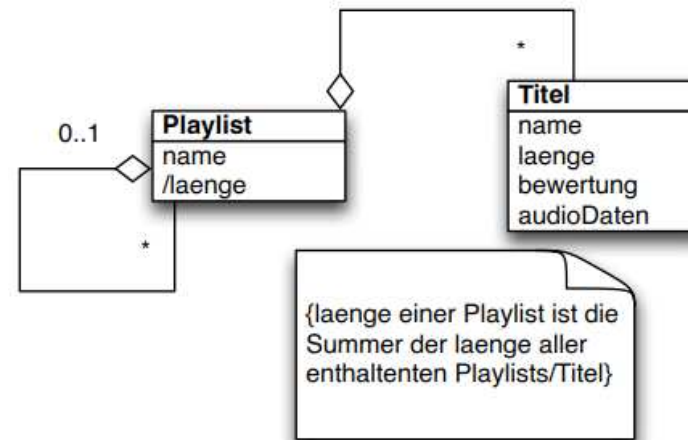 *
0..1
Playlist
name
/laenge
*
Titel
name
laenge
bewertung
audioDaten
{laenge einer Playlist ist die
Summer der laenge aller
enthaltenten Playlists/Titel}